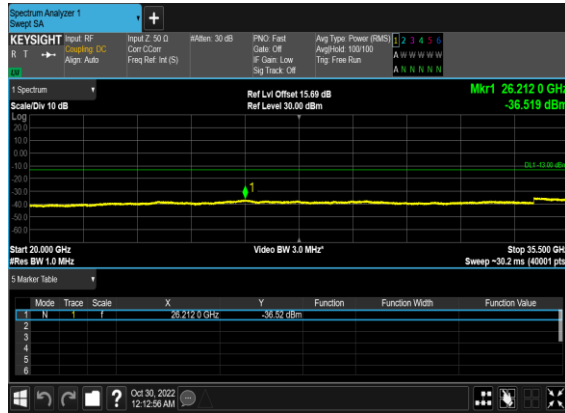 Spectrum Analyzer 1
Swept SA
KEYSIGHT
R T
LW
Input: RF
Coupling: DC
Align: Auto
Input Z: 50 Ω
Corr CCorr
Freq Ref: Int (S)
#Atten: 30 dB
PNO: Fast
Gate: Off
IF Gain: Low
Sig Track: Off
Avg Type: Power (RMS)
Avg|Hold: 100/100
Trig: Free Run
1 2 3 4 5 6
A W W W W W
A N N N N N
1 Spectrum
Scale/Div 10 dB
Ref Lvl Offset 15.69 dB
Ref Level 30.00 dBm
Mkr1 26.212 0 GHz
-36.519 dBm
Log
20.0
10.0
0.00
-10.0
-20.0
-30.0
-40.0
-50.0
-60.0
DL1 -13.00 dBm
1
Start 20.000 GHz
#Res BW 1.0 MHz
Video BW 3.0 MHz*
Stop 35.500 GHz
Sweep ~30.2 ms (40001 pts)
5 Marker Table
Mode Trace Scale X Y Function Function Width Function Value
1 N 1 f 26.212 0 GHz -36.52 dBm
2
3
4
5
6
?
Oct 30, 2022
12:12:56 AM